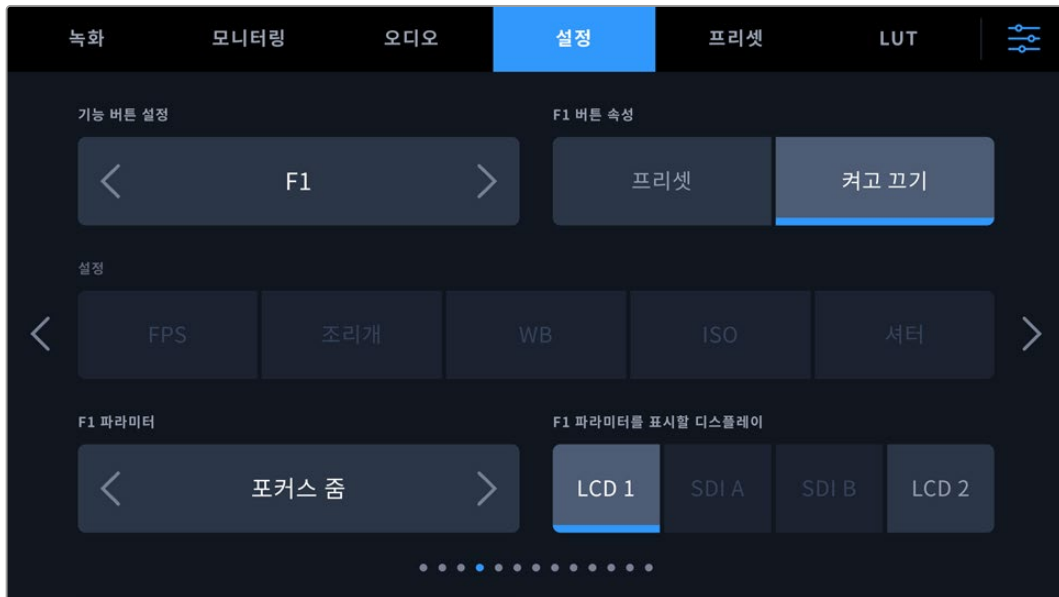 녹화 모니터링 오디오 설정 프리셋 LUT
기능 버튼 설정 F1 버튼 속성
F1 프리셋 켜고 끄기
설정
FPS 조리개 WB ISO 셔터
F1 파라미터 F1 파라미터를 표시할 디스플레이
포커스 줌 LCD 1 SDI A SDI B LCD 2